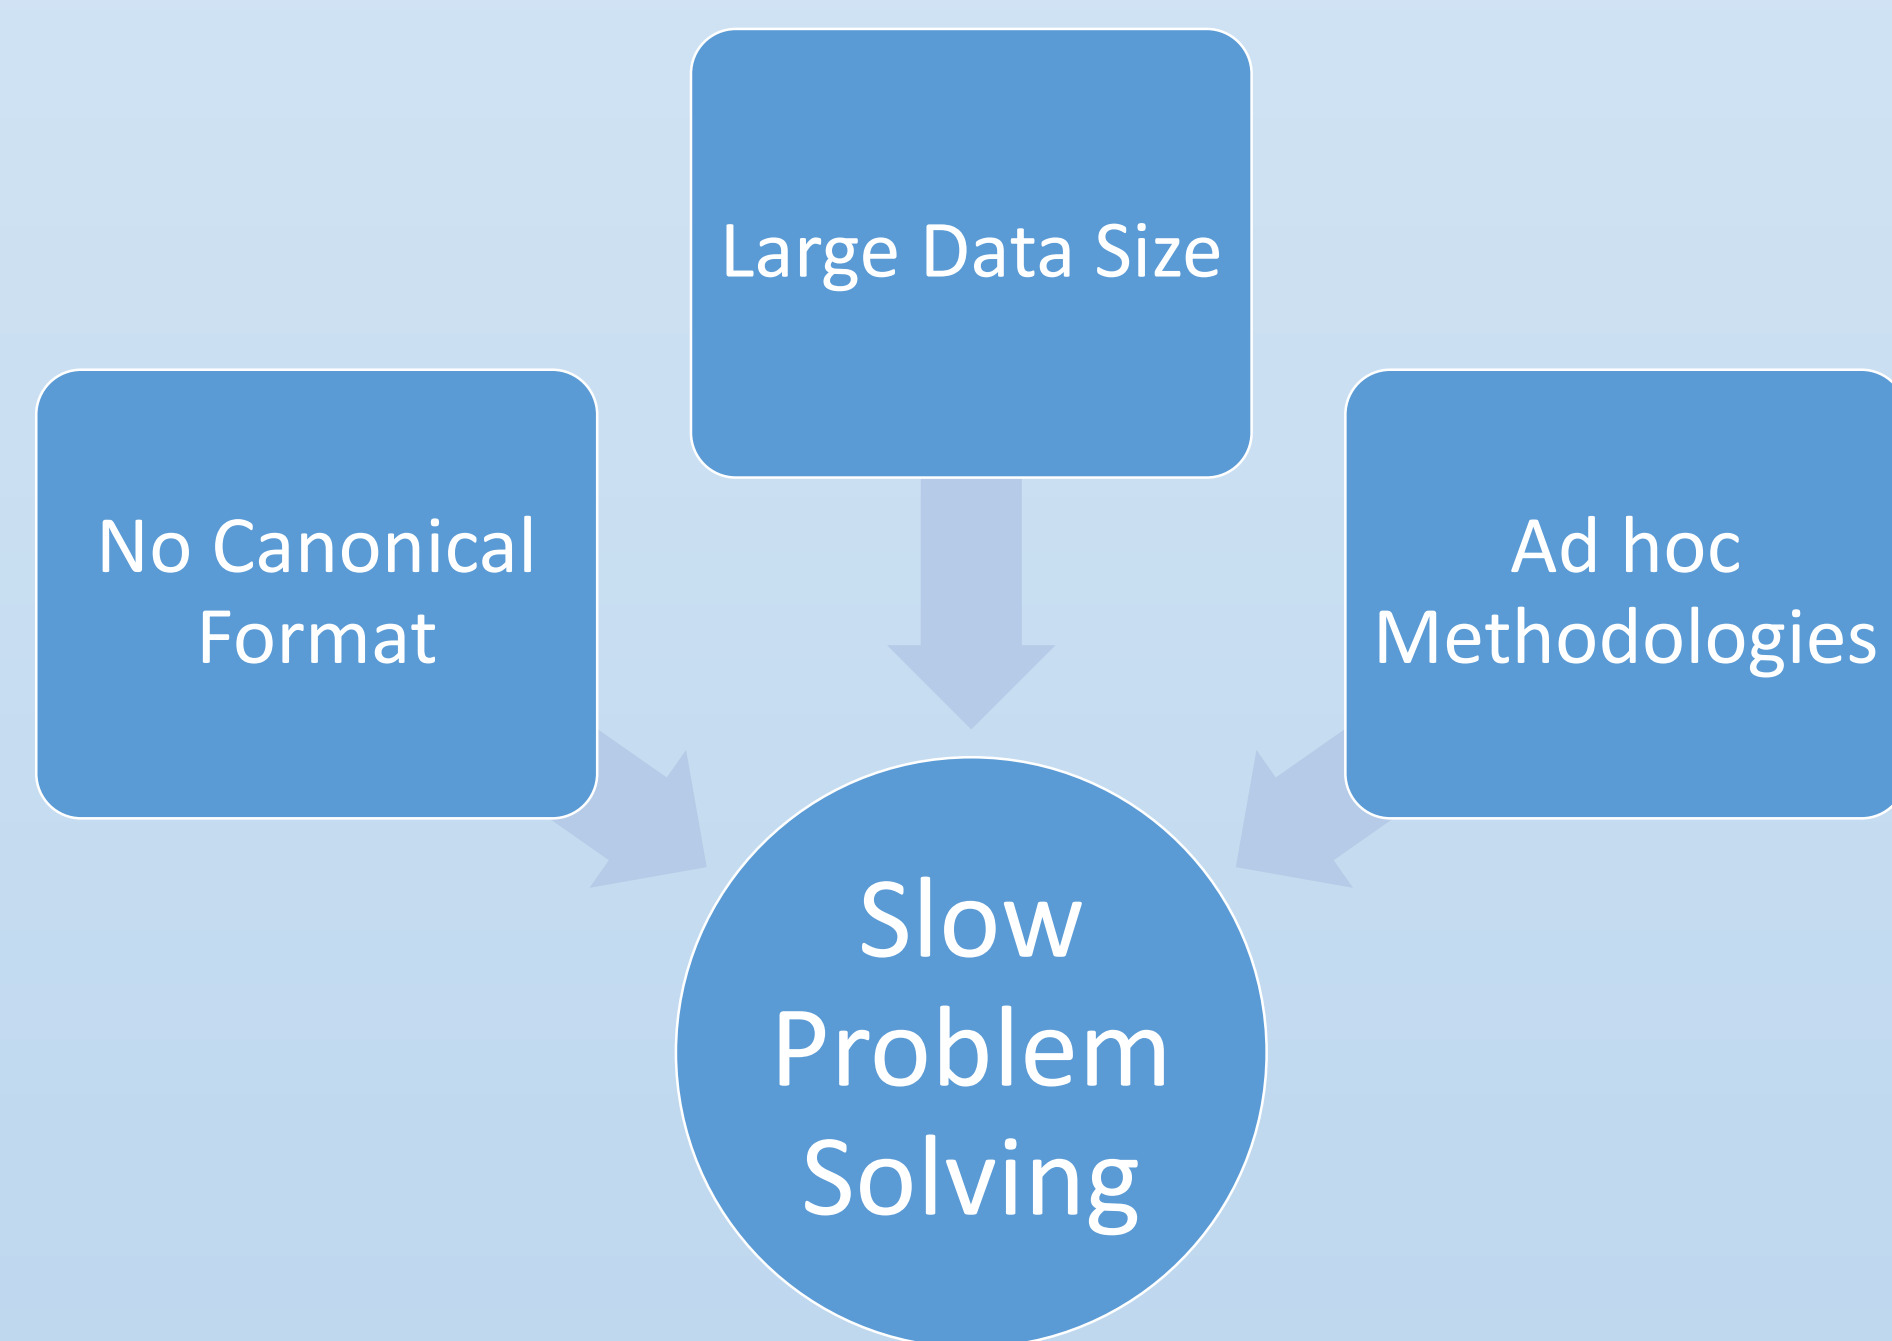 Large Data Size
No Canonical
Format
Ad hoc
Methodologies
Slow
Problem
Solving